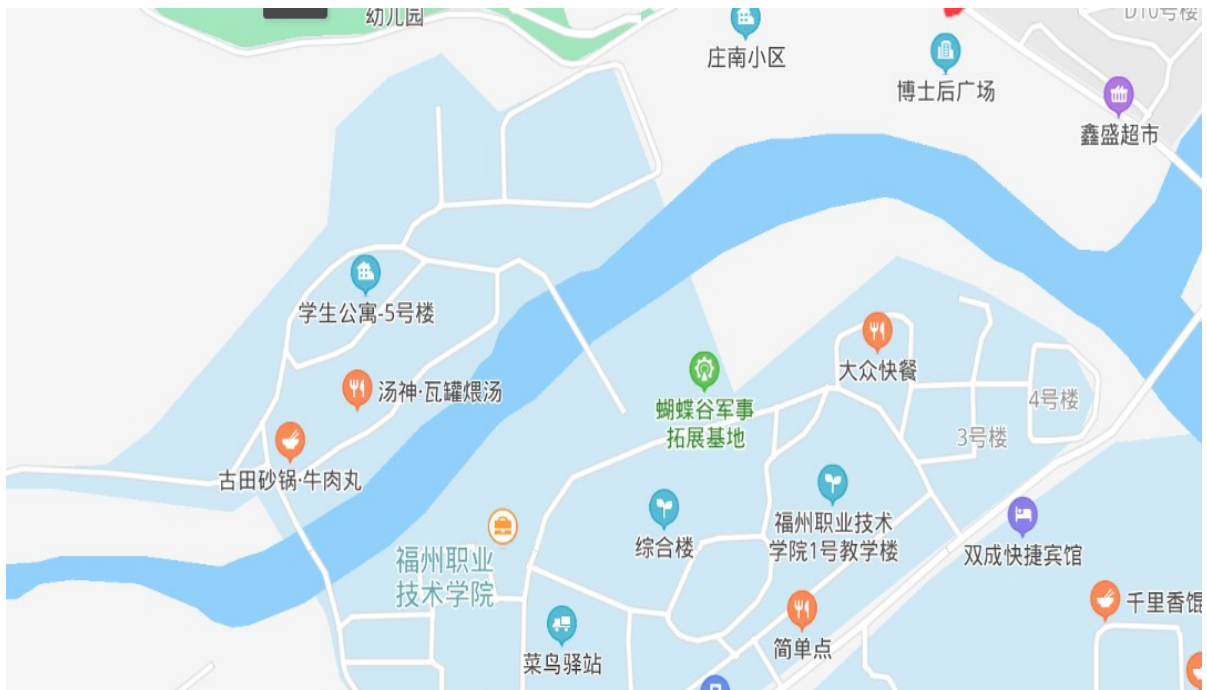 幼儿园
D10号楼
庄南小区
博士后广场
鑫盛超市
学生公寓-5号楼
大众快餐
汤神·瓦罐煨汤
蝴蝶谷军事
拓展基地
4号楼
3号楼
古田砂锅·牛肉丸
福州职业技术
学院1号教学楼
综合楼
双成快捷宾馆
福州职业
技术学院
千里香馄
简单点
菜鸟驿站